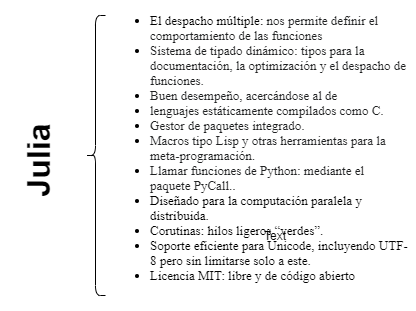 Julia
• El despacho múltiple: nos permite definir el
comportamiento de las funciones
• Sistema de tipado dinámico: tipos para la
documentación, la optimización y el despacho de
funciones.
• Buen desempeño, acercándose al de
• lenguajes estáticamente compilados como C.
• Gestor de paquetes integrado.
• Macros tipo Lisp y otras herramientas para la
meta-programación.
• Llamar funciones de Python: mediante el
paquete PyCall..
• Diseñado para la computación paralela y
distribuida.
• Corutinas: hilos ligeros “verdes”.
Text
• Soporte eficiente para Unicode, incluyendo UTF-
8 pero sin limitarse solo a este.
• Licencia MIT: libre y de código abierto